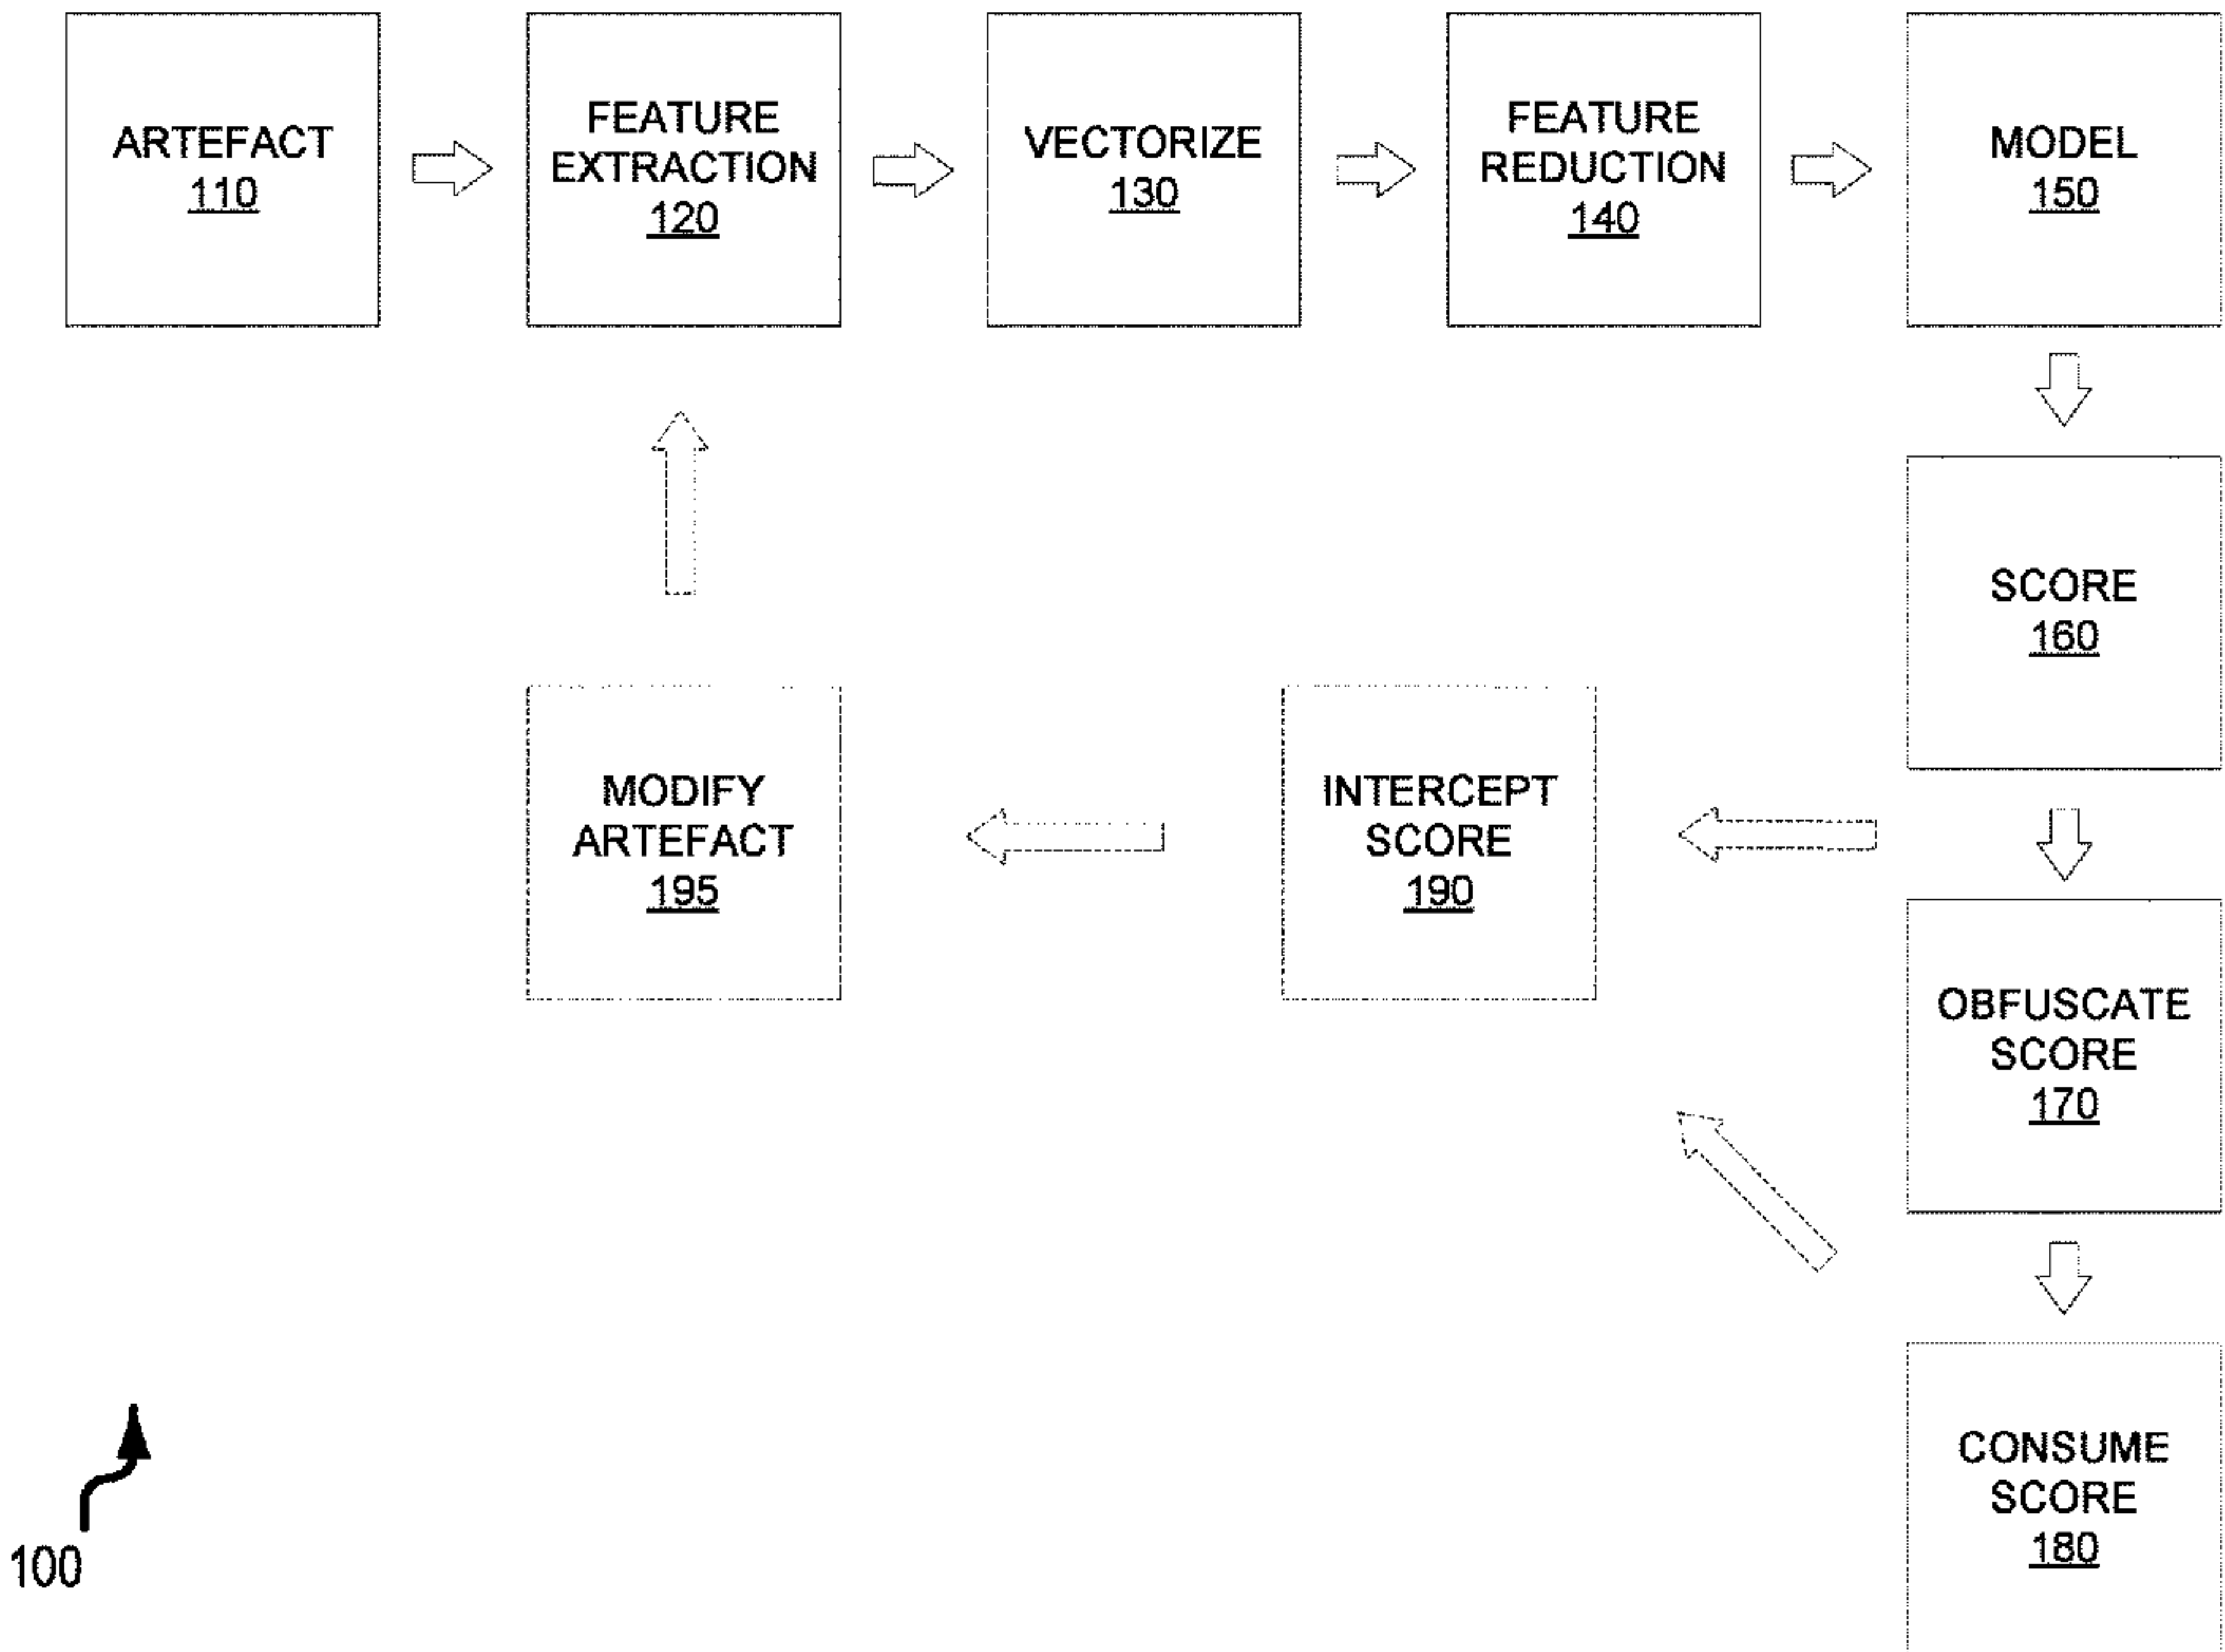 ARTEFACT
110
FEATURE
EXTRACTION
120
VECTORIZE
130
FEATURE
REDUCTION
140
MODEL
150
SCORE
160
MODIFY
ARTEFACT
195
INTERCEPT
SCORE
190
OBFUSCATE
SCORE
170
CONSUME
SCORE
180
100